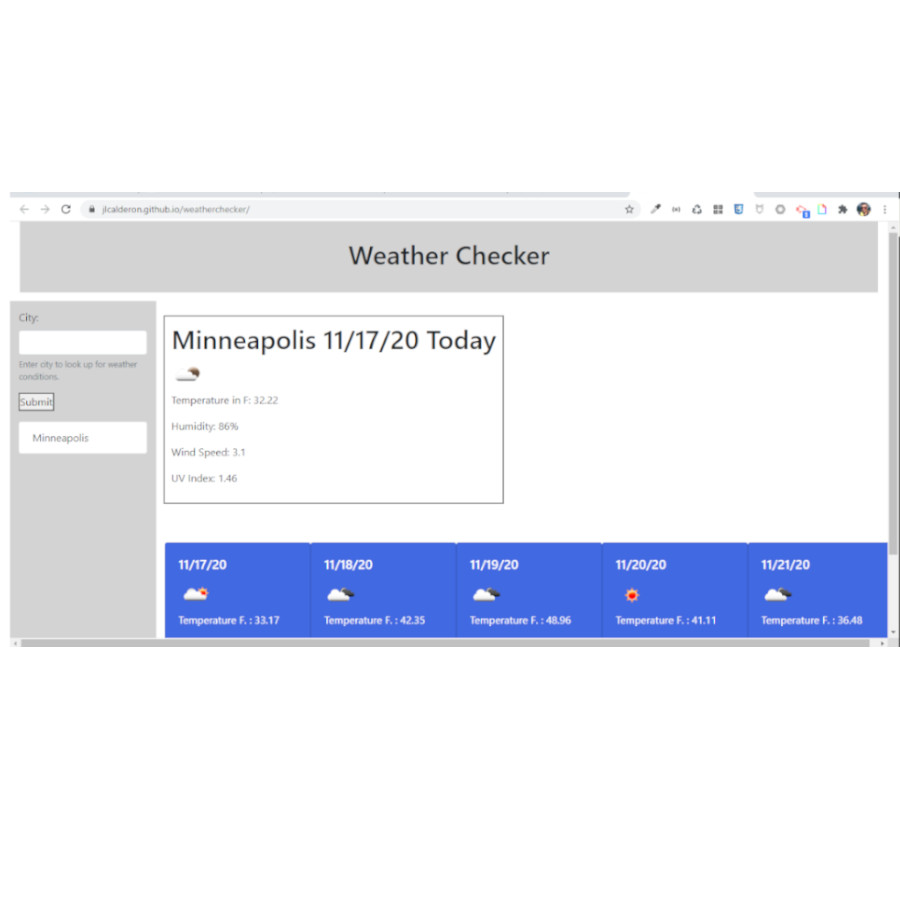 jlcalderon.github.io/weatherchecker/
Weather Checker
City:
Enter city to look up for weather
conditions.
Submit
Minneapolis
Minneapolis 11/17/20 Today
Temperature in F: 32.22
Humidity: 86%
Wind Speed: 3.1
UV Index: 1.46
11/17/20
Temperature F. : 33.17
11/18/20
Temperature F. : 42.35
11/19/20
Temperature F. : 48.96
11/20/20
Temperature F. : 41.11
11/21/20
Temperature F. : 36.48